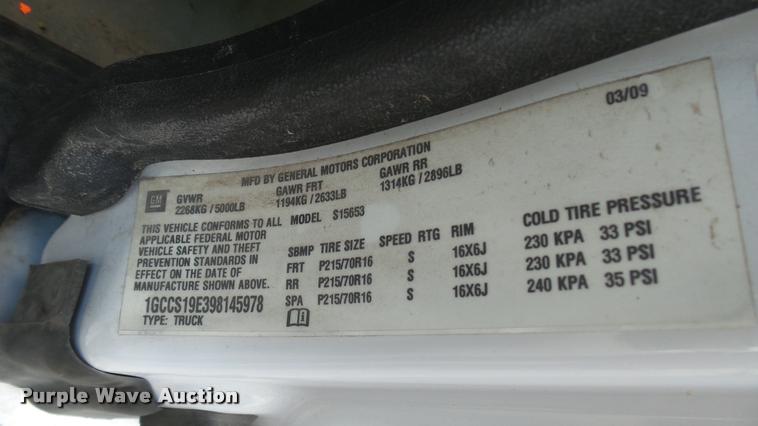 03/09
MFD BY GENERAL MOTORS CORPORATION
GM
GVWR GAWR FRT GAWR RR
2268KG / 5000LB 1194KG / 2633LB 1314KG / 2896LB
THIS VEHICLE CONFORMS TO ALL MODEL S15653
APPLICABLE FEDERAL MOTOR
VEHICLE SAFETY AND THEFT
PREVENTION STANDARDS IN
EFFECT ON THE DATE OF
MANUFACTURE SHOWN ABOVE.
1GCCS19E398145978
TYPE: TRUCK
SBMP TIRE SIZE SPEED RTG RIM COLD TIRE PRESSURE
FRT P215/70R16 S 16X6J 230 KPA 33 PSI
RR P215/70R16 S 16X6J 230 KPA 33 PSI
SPA P215/70R16 S 16X6J 240 KPA 35 PSI
Purple Wave Auction